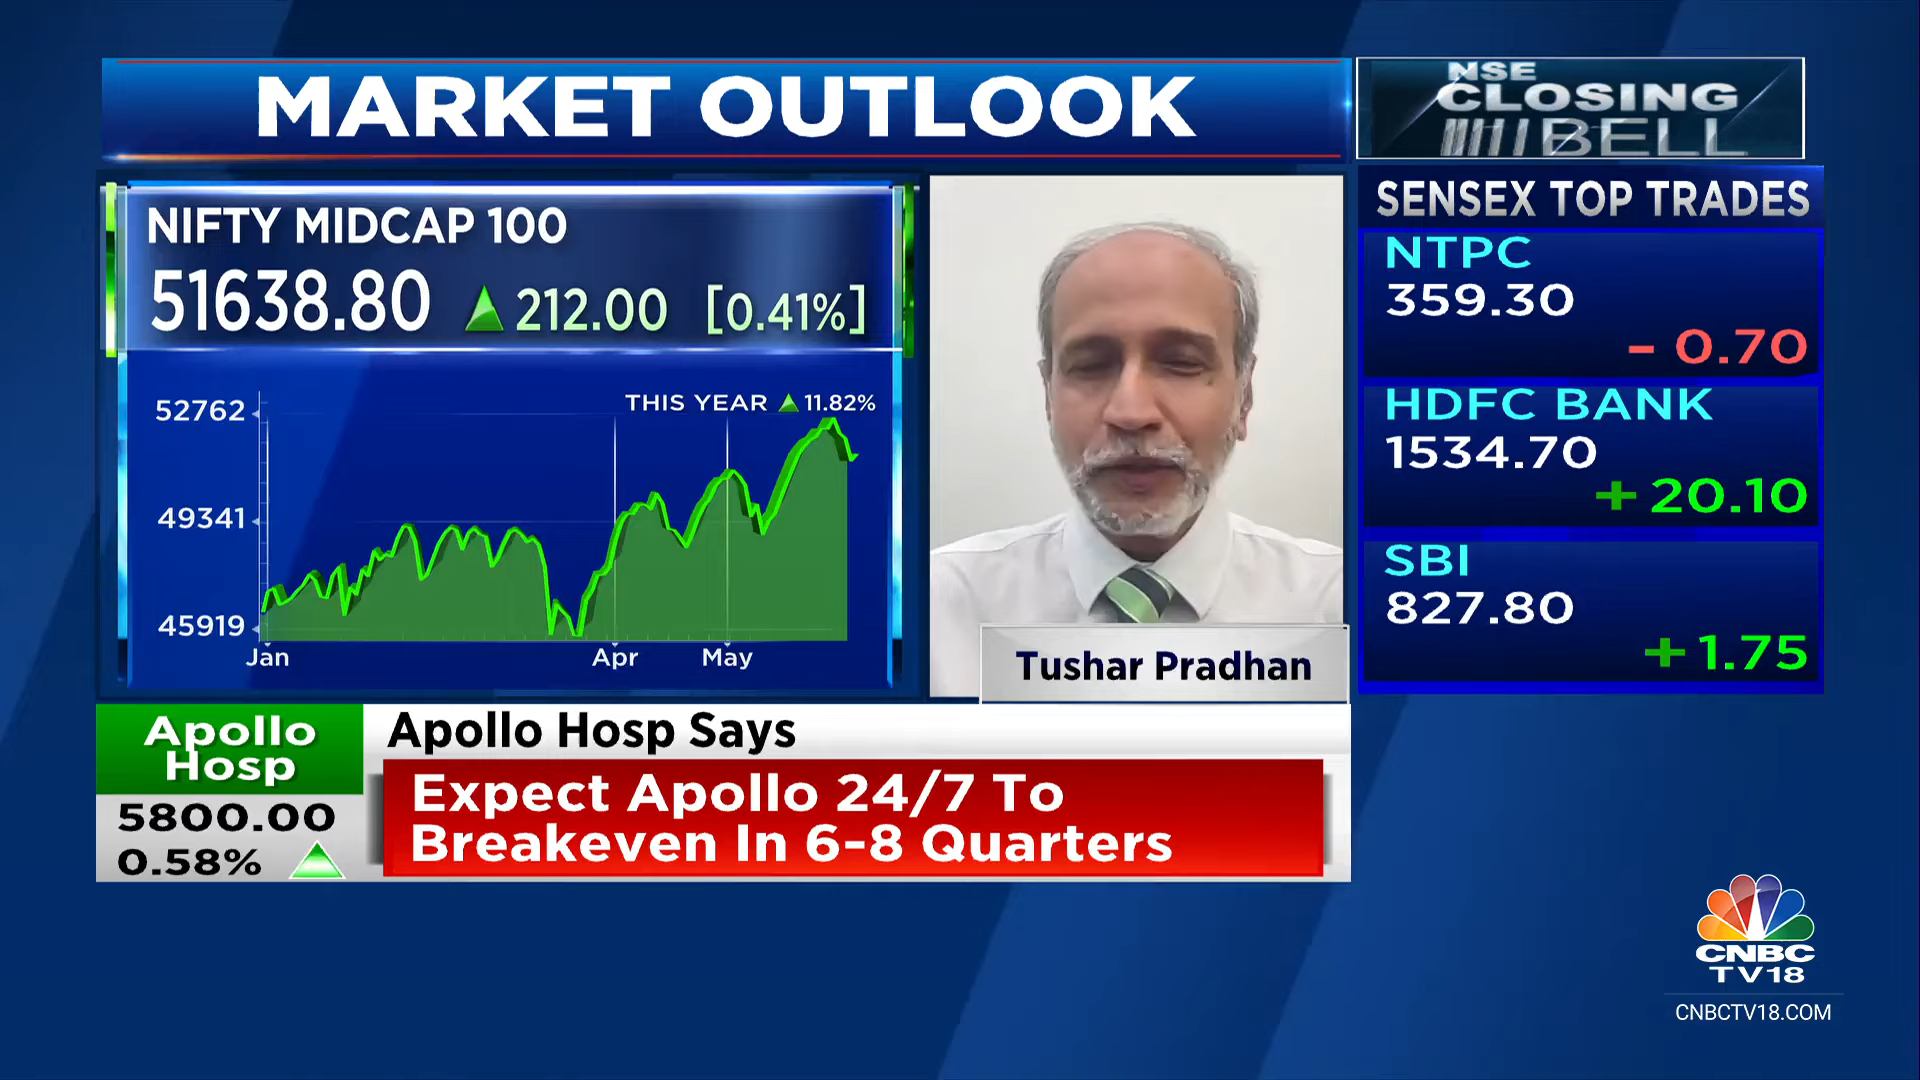 MARKET OUTLOOK
NSE
CLOSING
BELL
NIFTY MIDCAP 100
51638.80 ▲ 212.00 [0.41%]
THIS YEAR ▲ 11.82%
52762
49341
45919
Jan Apr May
Tushar Pradhan
SENSEX TOP TRADES
NTPC
359.30
- 0.70
HDFC BANK
1534.70
+ 20.10
SBI
827.80
+ 1.75
Apollo
Hosp
5800.00
0.58% ▲
Apollo Hosp Says
Expect Apollo 24/7 To
Breakeven In 6-8 Quarters
CNBC
TV18
CNBCTV18.COM